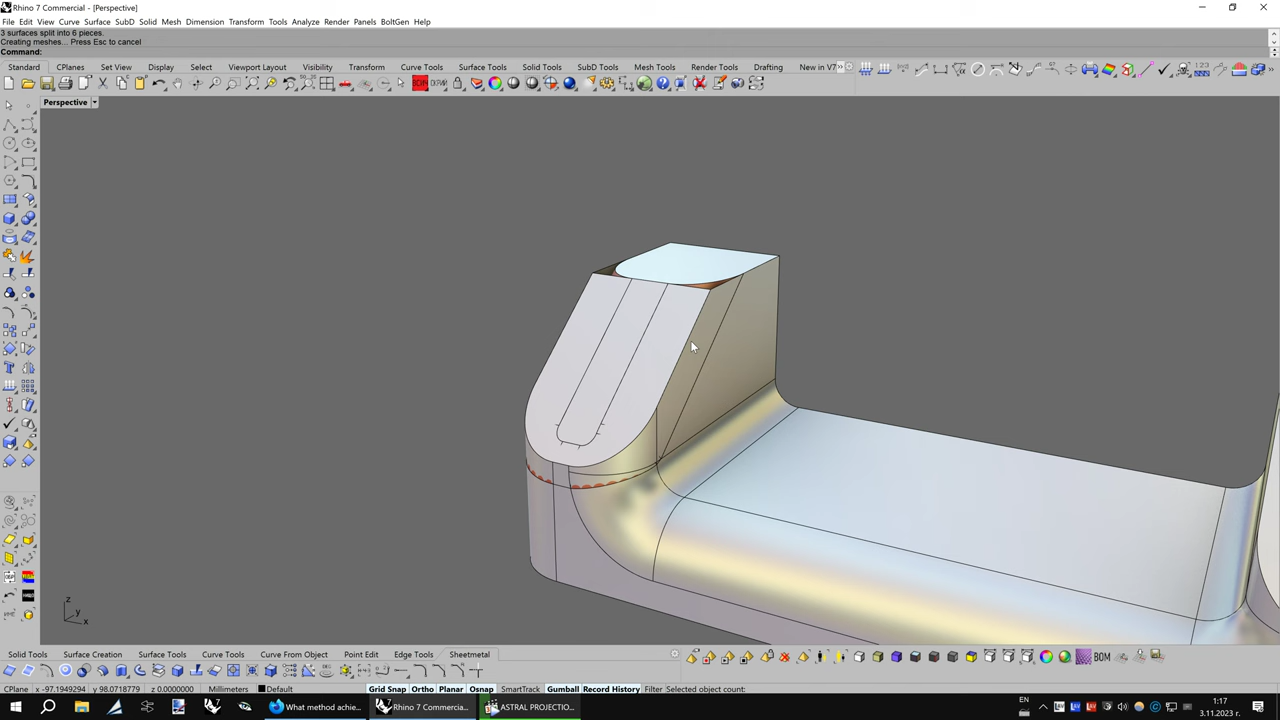 Rhino 7 Commercial - [Perspective]
File Edit View Curve Surface Solid SubD Mesh Dimension Transform Tools Analyze Render Panels BoltGen Help
3 surfaces split into 6 pieces.
Creating meshes... Press Esc to cancel
Command:
Standard CPlanes Set View Display Select Viewport Layout Visibility Transform Curve Tools Surface Tools Solid Tools SubD Tools Mesh Tools Render Tools Drafting New in V7
Perspective
z
y
x
Solid Tools Surface Creation Surface Tools Curve Tools Curve From Object Point Edit Edge Tools Sheetmetal
BOM
CPlane x -97.1949294 y 98.0718779 z 0.0000000 Millimeters Default Grid Snap Ortho Planar Osnap SmartTrack Gumball Record History Filter Selected object count:
What method achie... Rhino 7 Commercia... ASTRAL PROJECTIO... EN 1:17
3.11.2023 г.